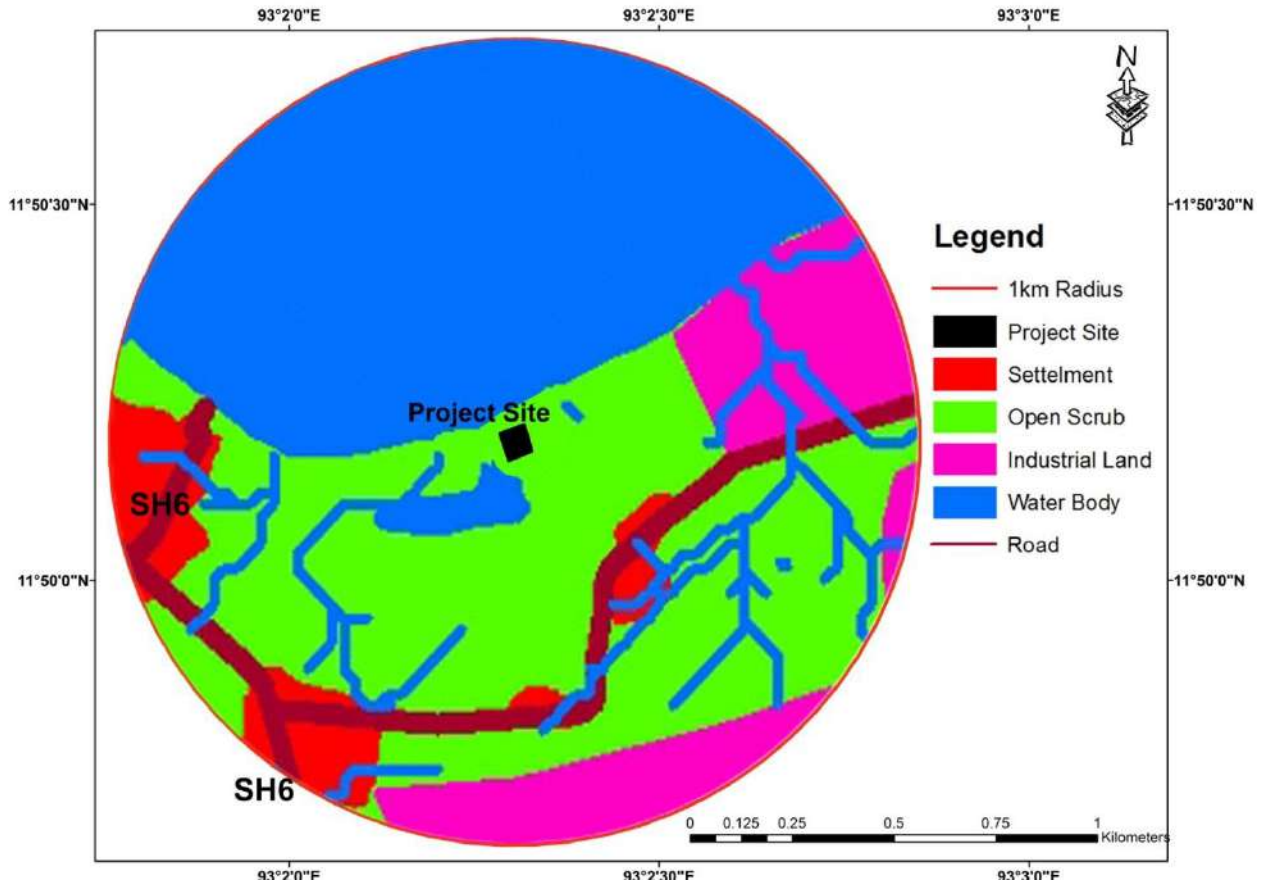 93°2'0"E 93°2'30"E 93°3'0"E
N
11°50'30"N 11°50'30"N
Legend
1km Radius
Project Site
Settelment
Open Scrub
Industrial Land
Water Body
Road
Project Site
SH6
11°50'0"N 11°50'0"N
SH6
0 0.125 0.25 0.5 0.75 1
Kilometers
93°2'0"E 93°2'30"E 93°3'0"E